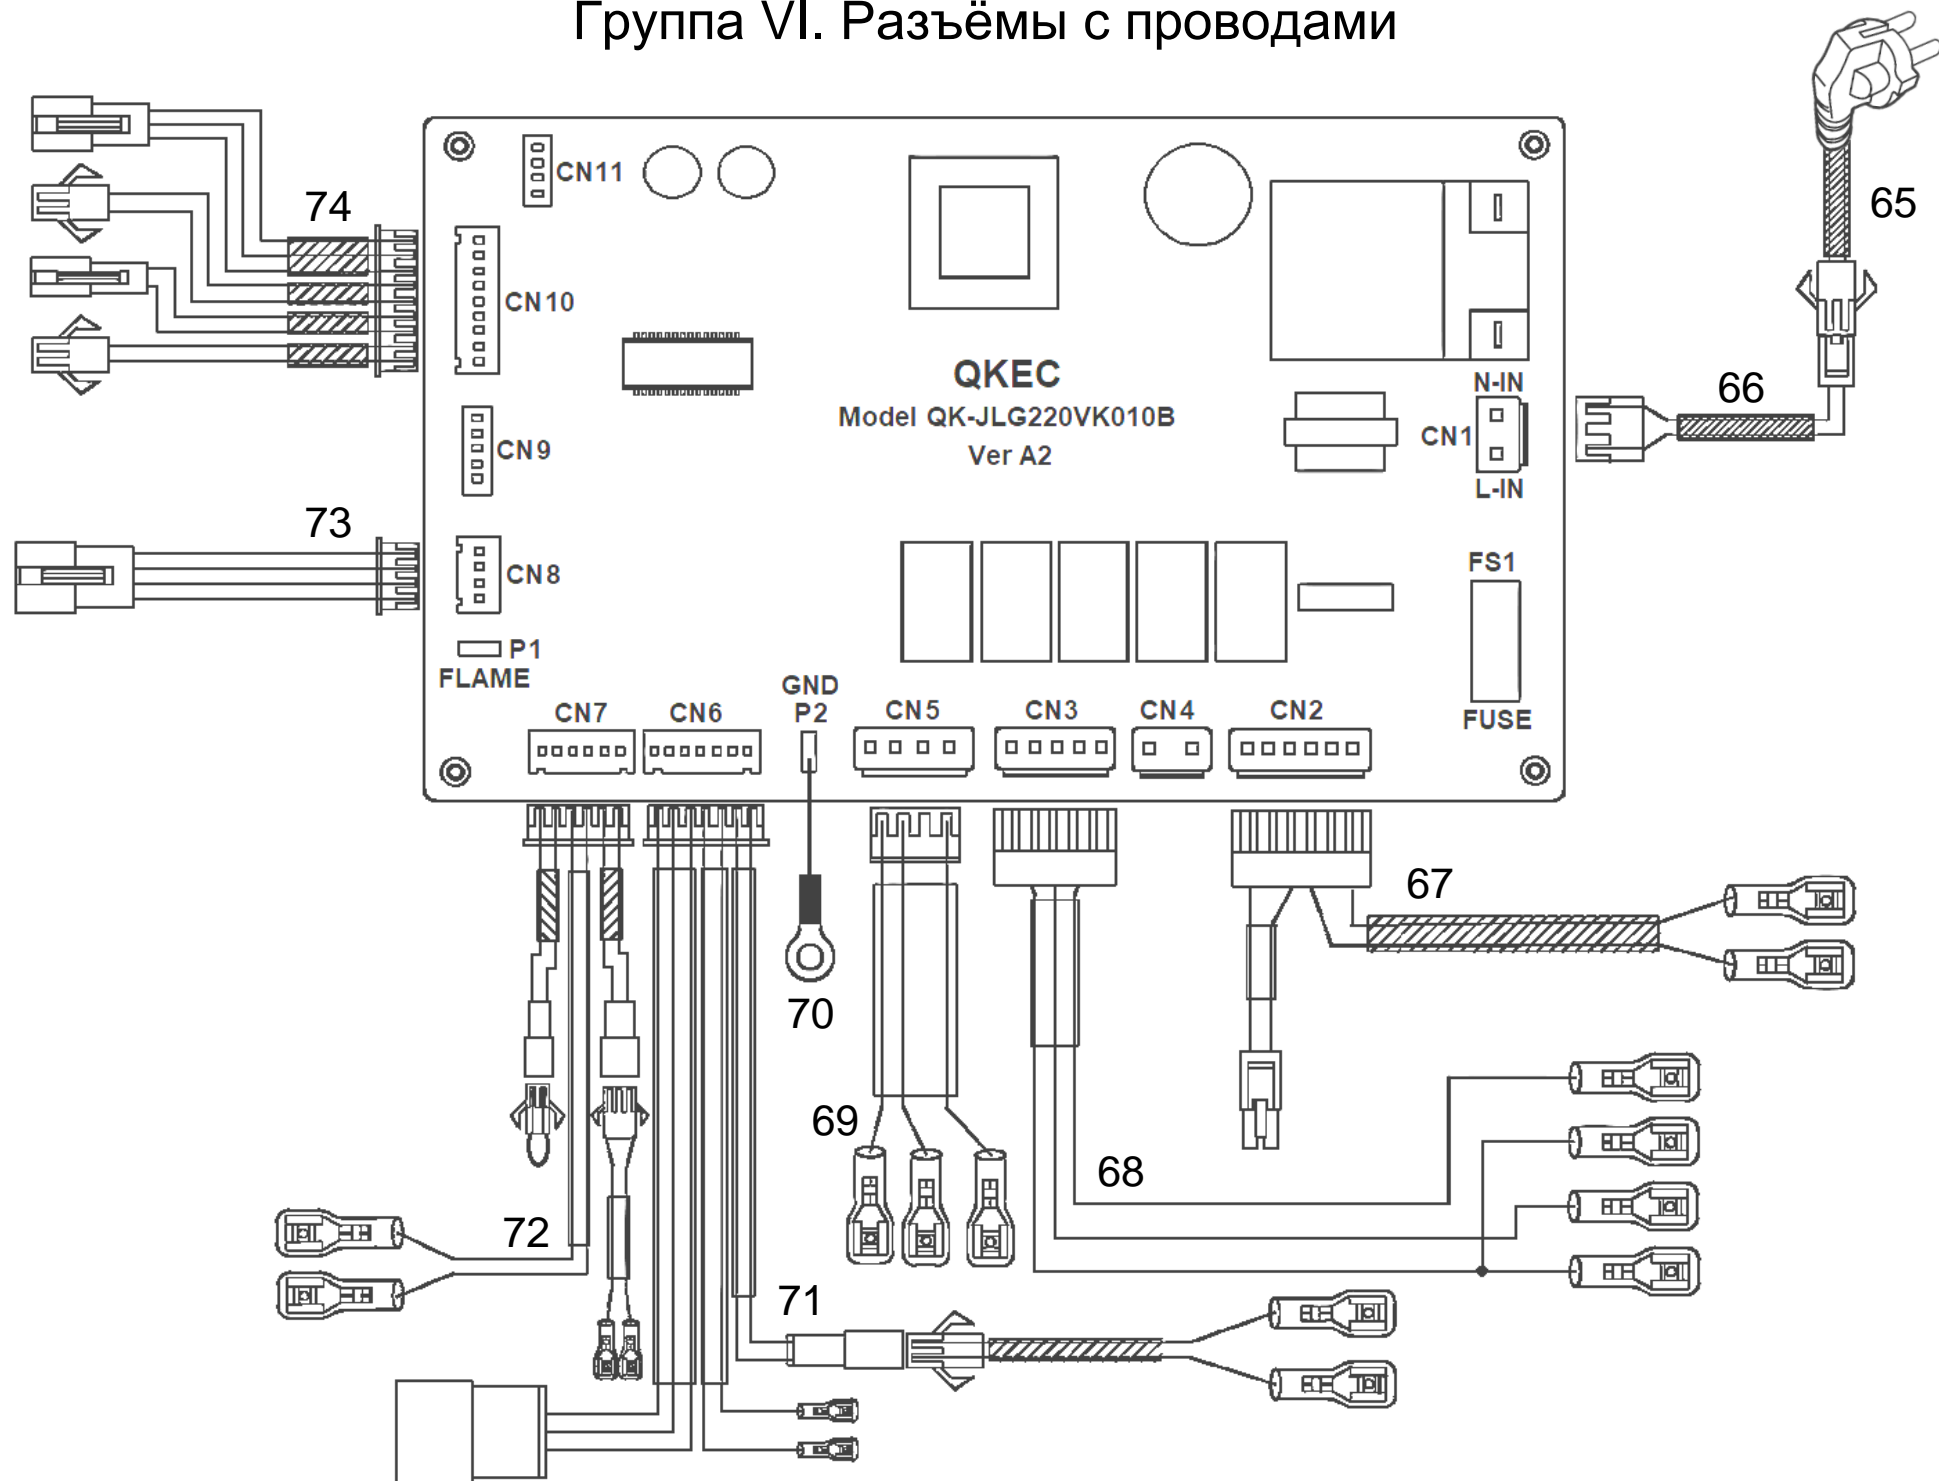 Группа VI. Разъёмы с проводами
65
CN11
74
CN10
QKEC
Model QK-JLG220VK010B
Ver A2
N-IN
CN1
L-IN
66
CN9
73
CN8
FS1
P1
FLAME
FUSE
CN7
CN6
GND
P2
CN5
CN3
CN4
CN2
67
70
69
68
72
71